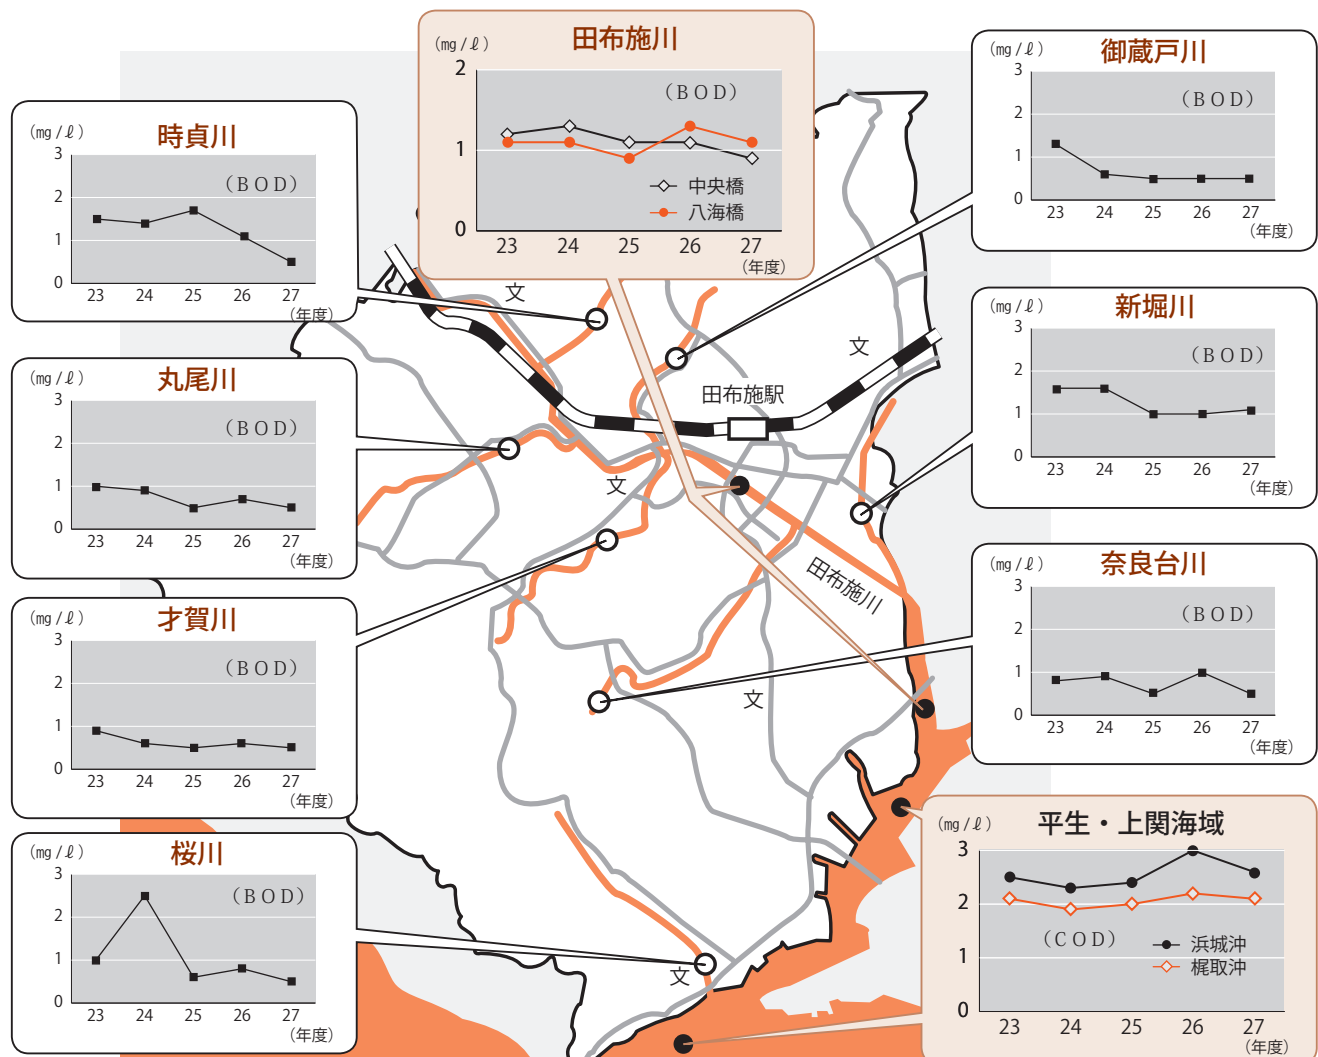 田布施川
(mg/ℓ)
2
1
0
(BOD)
中央橋
八海橋
23 24 25 26 27
(年度)
御蔵戸川
(mg/ℓ)
3
2
1
0
(BOD)
23 24 25 26 27
(年度)
時貞川
(mg/ℓ)
3
2
1
0
(BOD)
23 24 25 26 27
(年度)
新堀川
(mg/ℓ)
3
2
1
0
(BOD)
23 24 25 26 27
(年度)
丸尾川
(mg/ℓ)
3
2
1
0
(BOD)
23 24 25 26 27
(年度)
奈良台川
(mg/ℓ)
3
2
1
0
(BOD)
23 24 25 26 27
(年度)
才賀川
(mg/ℓ)
3
2
1
0
(BOD)
23 24 25 26 27
(年度)
平生・上関海域
(mg/ℓ)
3
2
1
0
(COD)
浜城沖
梶取沖
23 24 25 26 27
(年度)
桜川
(mg/ℓ)
3
2
1
0
(BOD)
23 24 25 26 27
(年度)
文
文
田布施駅
文
田布施川
文
文